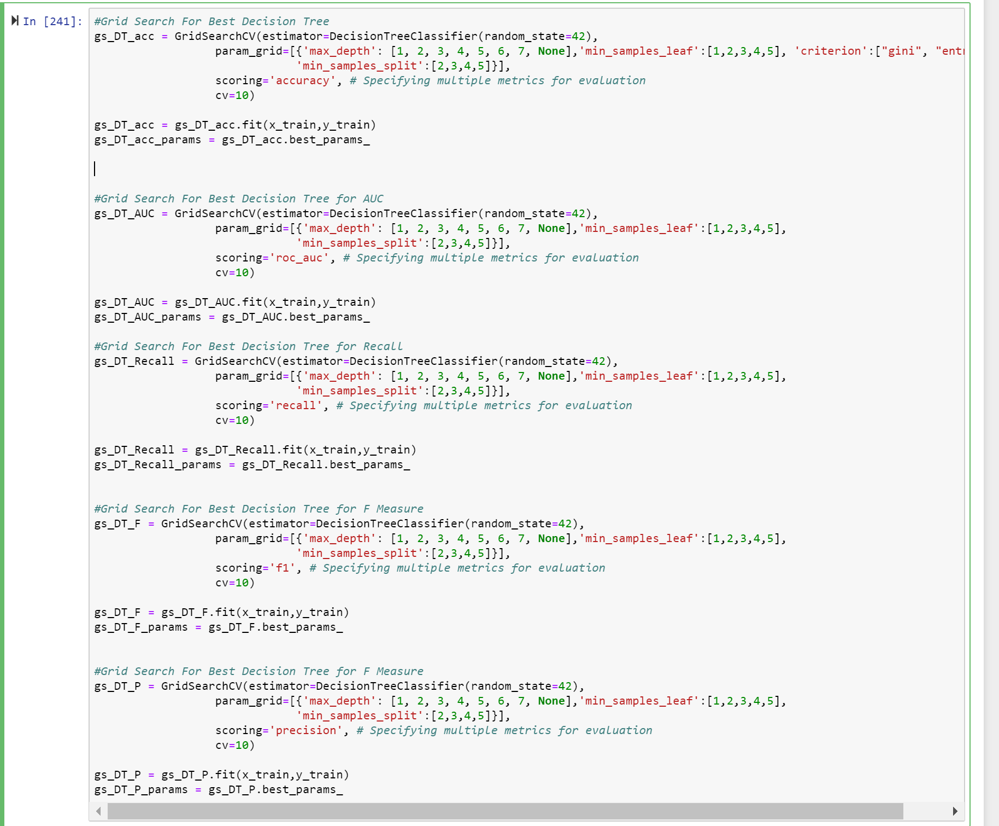 In [241]:
#Grid Search For Best Decision Tree
gs_DT_acc = GridSearchCV(estimator=DecisionTreeClassifier(random_state=42),
param_grid=[{'max_depth': [1, 2, 3, 4, 5, 6, 7, None],'min_samples_leaf':[1,2,3,4,5], 'criterion':["gini",
'min_samples_split':[2,3,4,5]}],
scoring='accuracy', # Specifying multiple metrics for evaluation
cv=10)
gs_DT_acc = gs_DT_acc.fit(x_train,y_train)
gs_DT_acc_params = gs_DT_acc.best_params_
#Grid Search For Best Decision Tree for AUC
gs_DT_AUC = GridSearchCV(estimator=DecisionTreeClassifier(random_state=42),
param_grid=[{'max_depth': [1, 2, 3, 4, 5, 6, 7, None],'min_samples_leaf':[1,2,3,4,5],
'min_samples_split':[2,3,4,5]}],
scoring='roc_auc', # Specifying multiple metrics for evaluation
cv=10)
gs_DT_AUC = gs_DT_AUC.fit(x_train,y_train)
gs_DT_AUC_params = gs_DT_AUC.best_params_
#Grid Search For Best Decision Tree for Recall
gs_DT_Recall = GridSearchCV(estimator=DecisionTreeClassifier(random_state=42),
param_grid=[{'max_depth': [1, 2, 3, 4, 5, 6, 7, None],'min_samples_leaf':[1,2,3,4,5],
'min_samples_split':[2,3,4,5]}],
scoring='recall', # Specifying multiple metrics for evaluation
cv=10)
gs_DT_Recall = gs_DT_Recall.fit(x_train,y_train)
gs_DT_Recall_params = gs_DT_Recall.best_params_
#Grid Search For Best Decision Tree for F Measure
gs_DT_F = GridSearchCV(estimator=DecisionTreeClassifier(random_state=42),
param_grid=[{'max_depth': [1, 2, 3, 4, 5, 6, 7, None],'min_samples_leaf':[1,2,3,4,5],
'min_samples_split':[2,3,4,5]}],
scoring='f1', # Specifying multiple metrics for evaluation
cv=10)
gs_DT_F = gs_DT_F.fit(x_train,y_train)
gs_DT_F_params = gs_DT_F.best_params_
#Grid Search For Best Decision Tree for F Measure
gs_DT_P = GridSearchCV(estimator=DecisionTreeClassifier(random_state=42),
param_grid=[{'max_depth': [1, 2, 3, 4, 5, 6, 7, None],'min_samples_leaf':[1,2,3,4,5],
'min_samples_split':[2,3,4,5]}],
scoring='precision', # Specifying multiple metrics for evaluation
cv=10)
gs_DT_P = gs_DT_P.fit(x_train,y_train)
gs_DT_P_params = gs_DT_P.best_params_